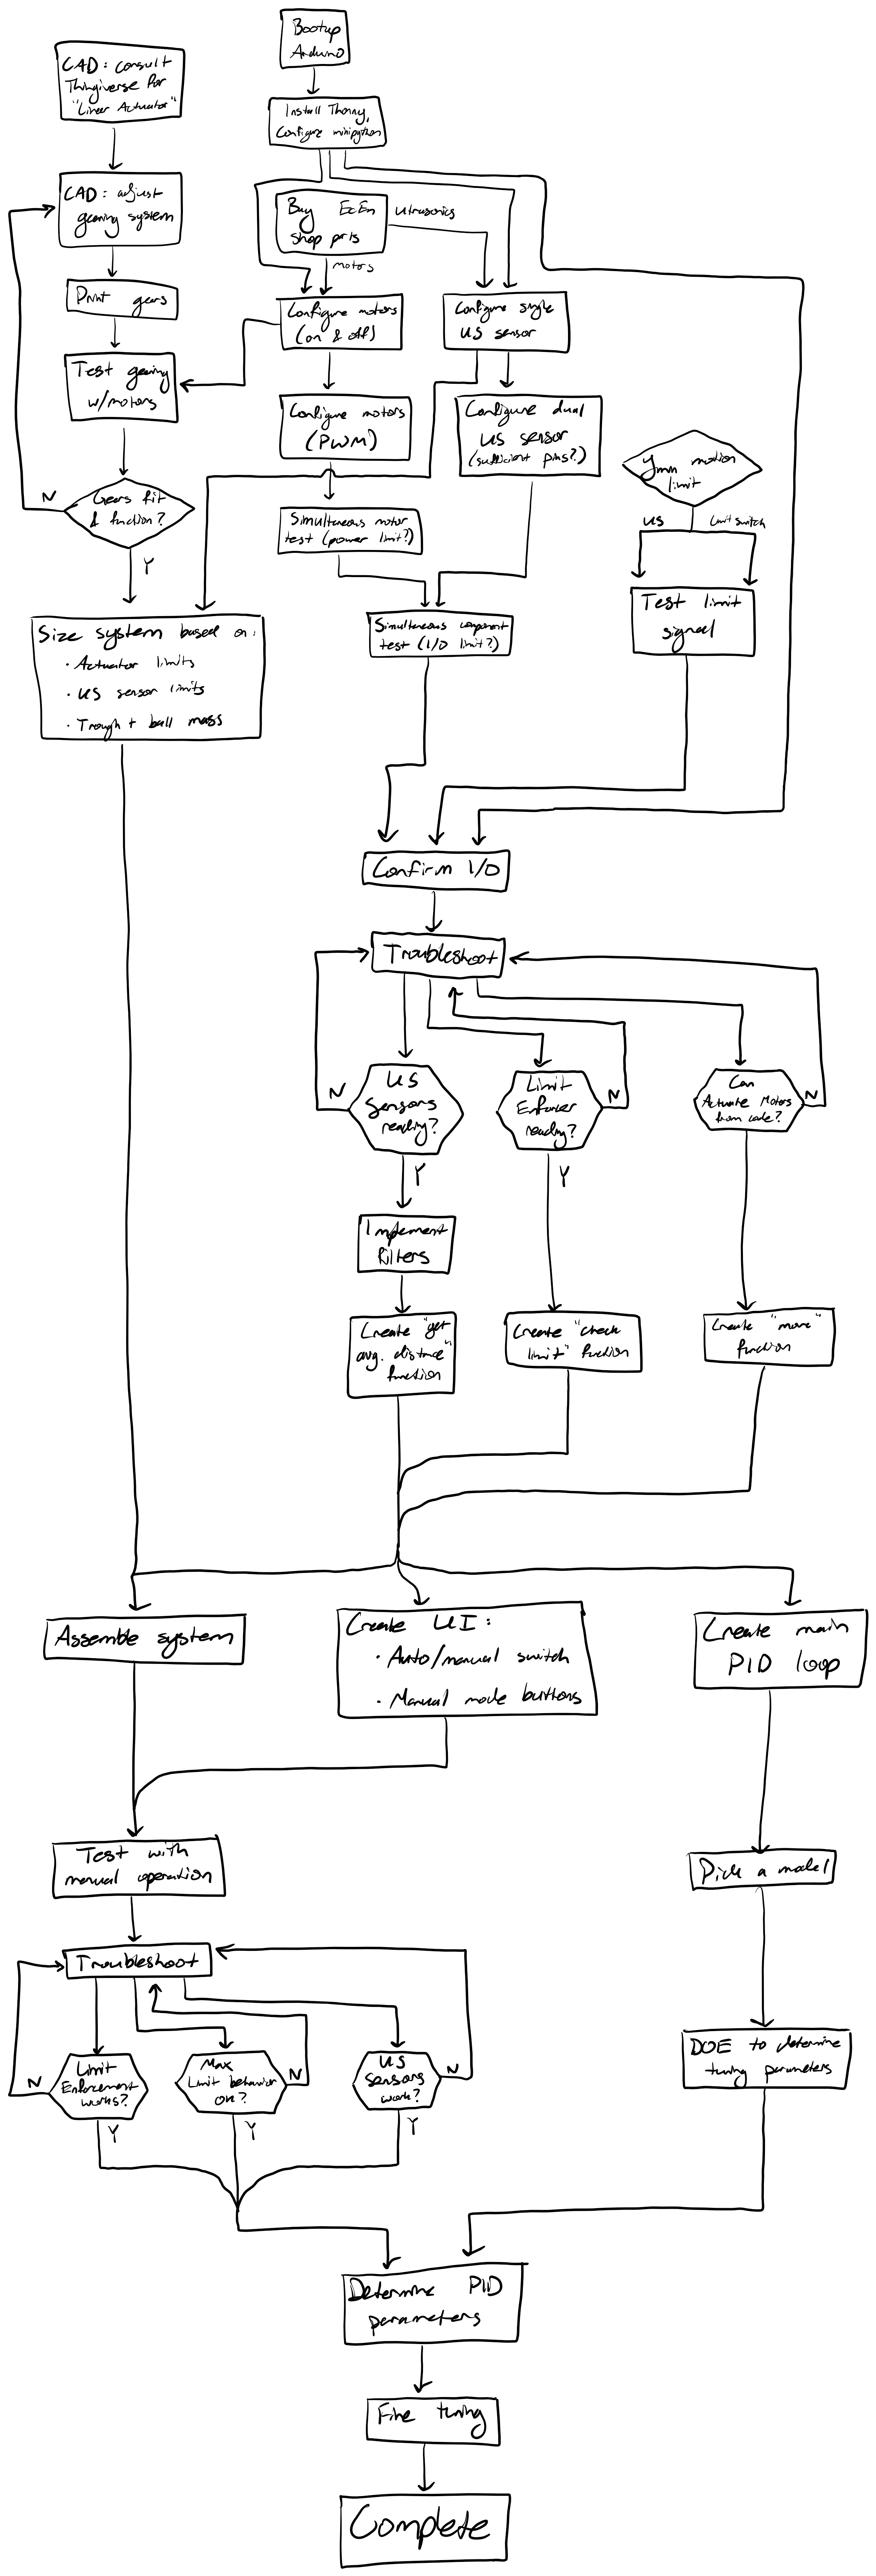 Bootup
Arduino
CAD: consult
Thingiverse for
"Linear Actuator"
Install Thonny,
Configure minipython
CAD: adjust
gearing system
Buy EcEn
shop parts
Utrasonics
motors
Print gears
Configure motors
(on & off)
Configure single
US sensor
Test gearing
w/motors
Configure motors
(PWM)
Configure dual
US sensor
(sufficient pins?)
Ymin motion
limit
US
Limit switch
N
Gears fit
& function?
Y
Simultaneous motor
test (power limit?)
Test limit
signal
Size system based on:
· Actuator limits
· US sensor limits
· Trough + ball mass
Simultaneous component
test (I/O limit?)
Confirm I/O
Troubleshoot
N
US
Sensors
reading?
Y
Limit
Enforcer
reading?
N
Y
Can
Actuate Motors
from code?
N
Implement
filters
Create "get
avg. distance"
function
Create "check
limit" function
Create "move"
function
Assemble system
Create UI:
· Auto/manual switch
· Manual mode buttons
Create main
PID loop
Test with
manual operation
Pick a model
Troubleshoot
N
Limit
Enforcement
works?
Y
Max
Limit behavior
ok?
N
Y
US
Sensors
work?
N
Y
DOE to determine
tuning parameters
Determine PID
parameters
Fine tuning
Complete